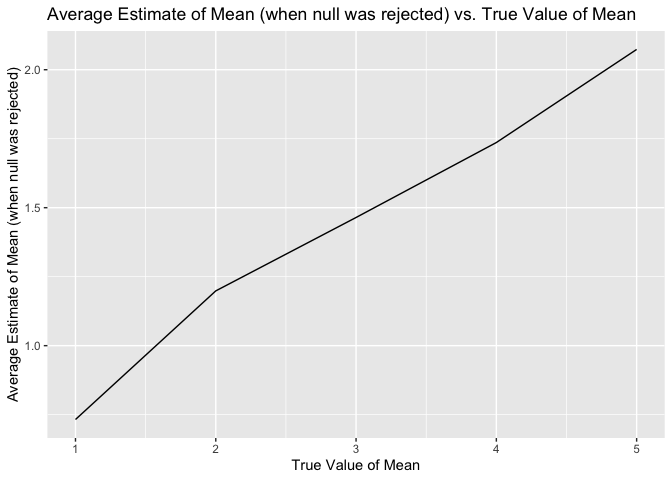 Average Estimate of Mean (when null was rejected) vs. True Value of Mean
Average Estimate of Mean (when null was rejected)
2.0
1.5
1.0
1
2
3
4
5
True Value of Mean